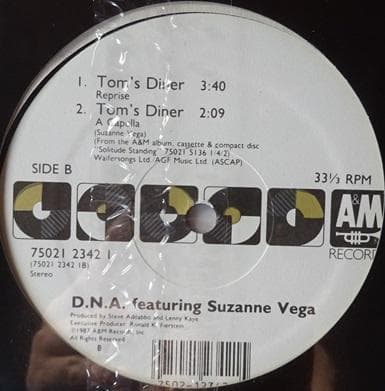 1. Tom's Diner 3:40
Reprise
2. Tom's Diner 2:09
A Capella
(Suzanne Vega)
(From the A&M album, cassette & compact disc
"Solitude Standing" 75021 5136 1/4/2)
Waifersongs Ltd. /AGF Music Ltd. (ASCAP)
SIDE B
33⅓ RPM
A&M
RECORDS
75021 2342 1
(75021 2342 1B)
Stereo
D.N.A. featuring Suzanne Vega
Produced by Steve Addabbo and Lenny Kaye
Executive Producer: Ronald K. Fierstein
©1987 A&M Records, Inc.
All Rights Reserved
B